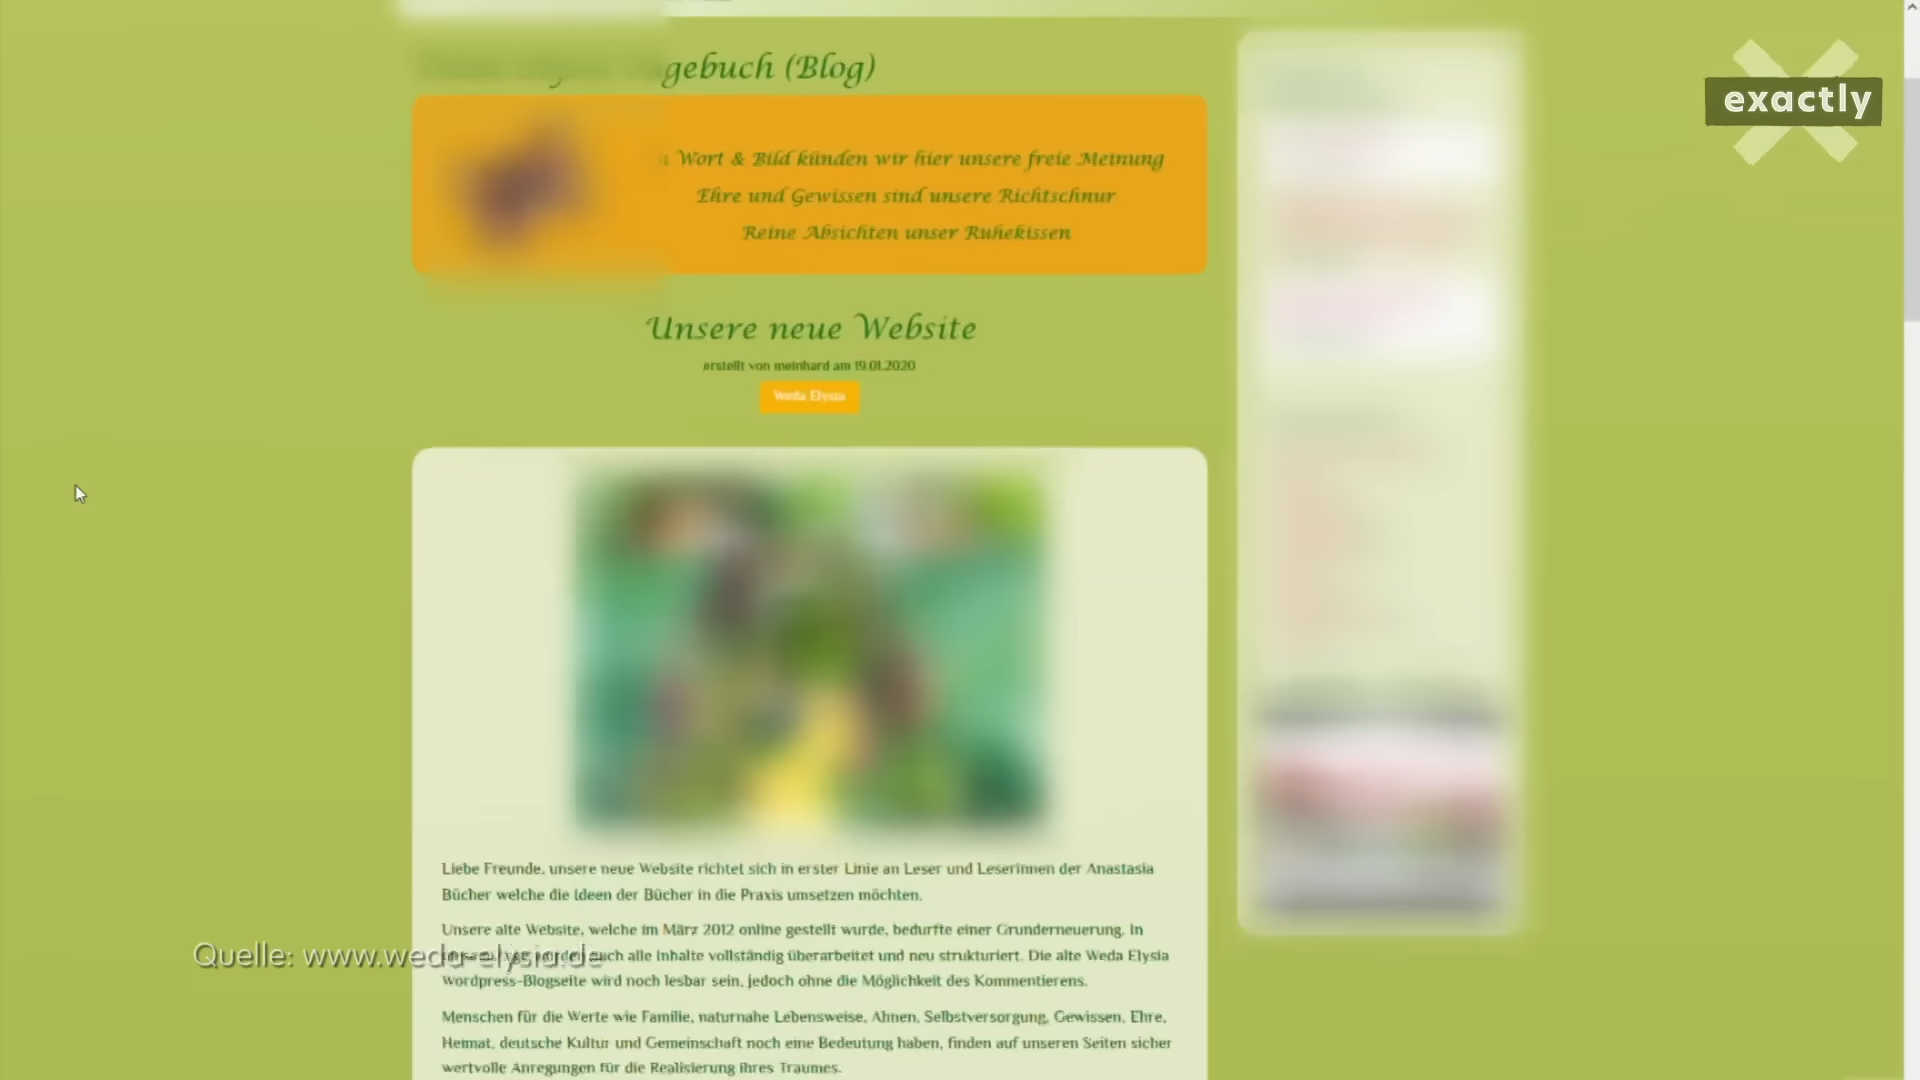 gebuch (Blog)
exactly
Wort & Bild künden wir hier unsere freie Meinung
Ehre und Gewissen sind unsere Richtschnur
Reine Absichten unser Ruhekissen
Unsere neue Website
erstellt von meinhard am 19.01.2020
Weda Elysia
Liebe Freunde, unsere neue Website richtet sich in erster Linie an Leser und Leserinnen der Anastasia
Bücher welche die Ideen der Bücher in die Praxis umsetzen möchten.
Unsere alte Website, welche im März 2012 online gestellt wurde, bedurfte einer Grunderneuerung. In
auch alle Inhalte vollständig überarbeitet und neu strukturiert. Die alte Weda Elysia
Quelle: www.weda-elysia.de
Wordpress-Blogseite wird noch lesbar sein, jedoch ohne die Möglichkeit des Kommentierens.
Menschen für die Werte wie Familie, naturnahe Lebensweise, Ahnen, Selbstversorgung, Gewissen, Ehre,
Heimat, deutsche Kultur und Gemeinschaft noch eine Bedeutung haben, finden auf unseren Seiten sicher
wertvolle Anregungen für die Realisierung ihres Traumes.